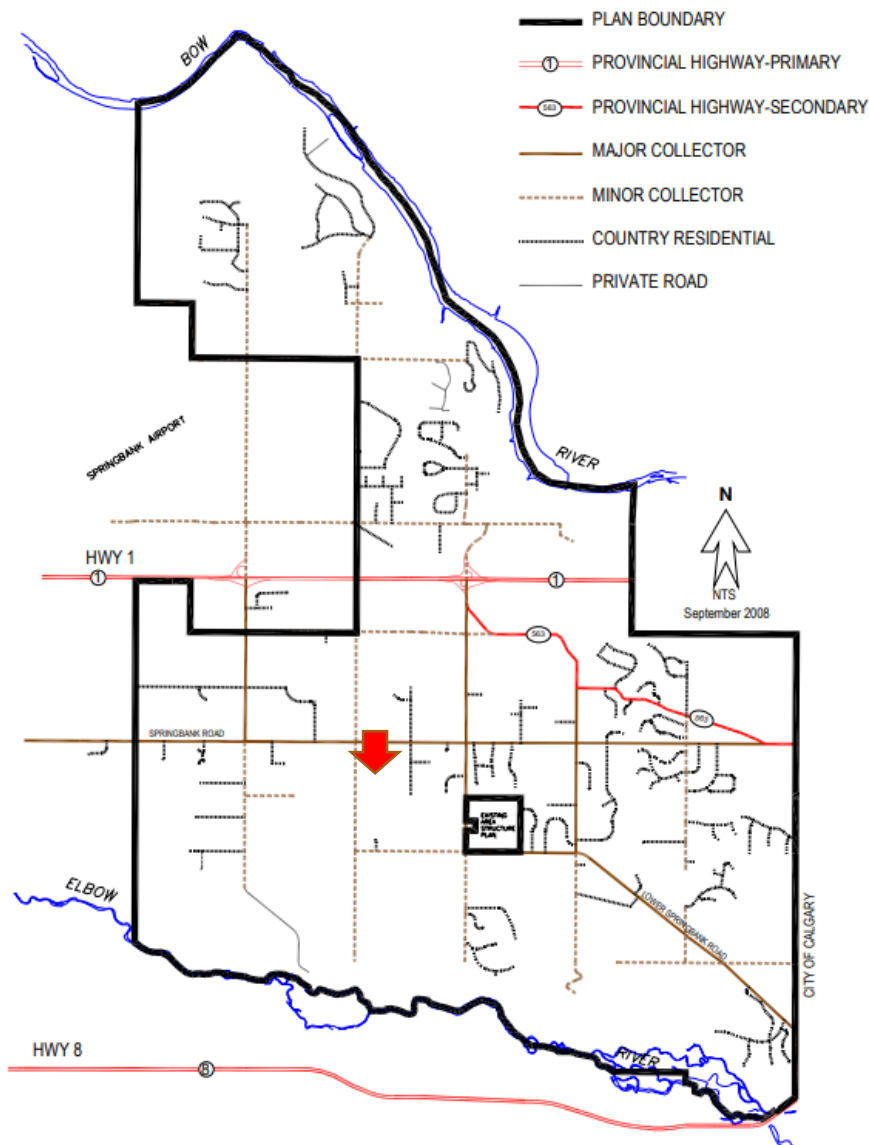 PLAN BOUNDARY
1 PROVINCIAL HIGHWAY-PRIMARY
563 PROVINCIAL HIGHWAY-SECONDARY
MAJOR COLLECTOR
MINOR COLLECTOR
COUNTRY RESIDENTIAL
PRIVATE ROAD
BOW
RIVER
SPRINGBANK AIRPORT
N
NTS
September 2008
HWY 1
1
1
563
563
SPRINGBANK ROAD
EXISTING
AREA
STRUCTURE
PLAN
ELBOW
LOWER SPRINGBANK ROAD
CITY OF CALGARY
RIVER
HWY 8
8